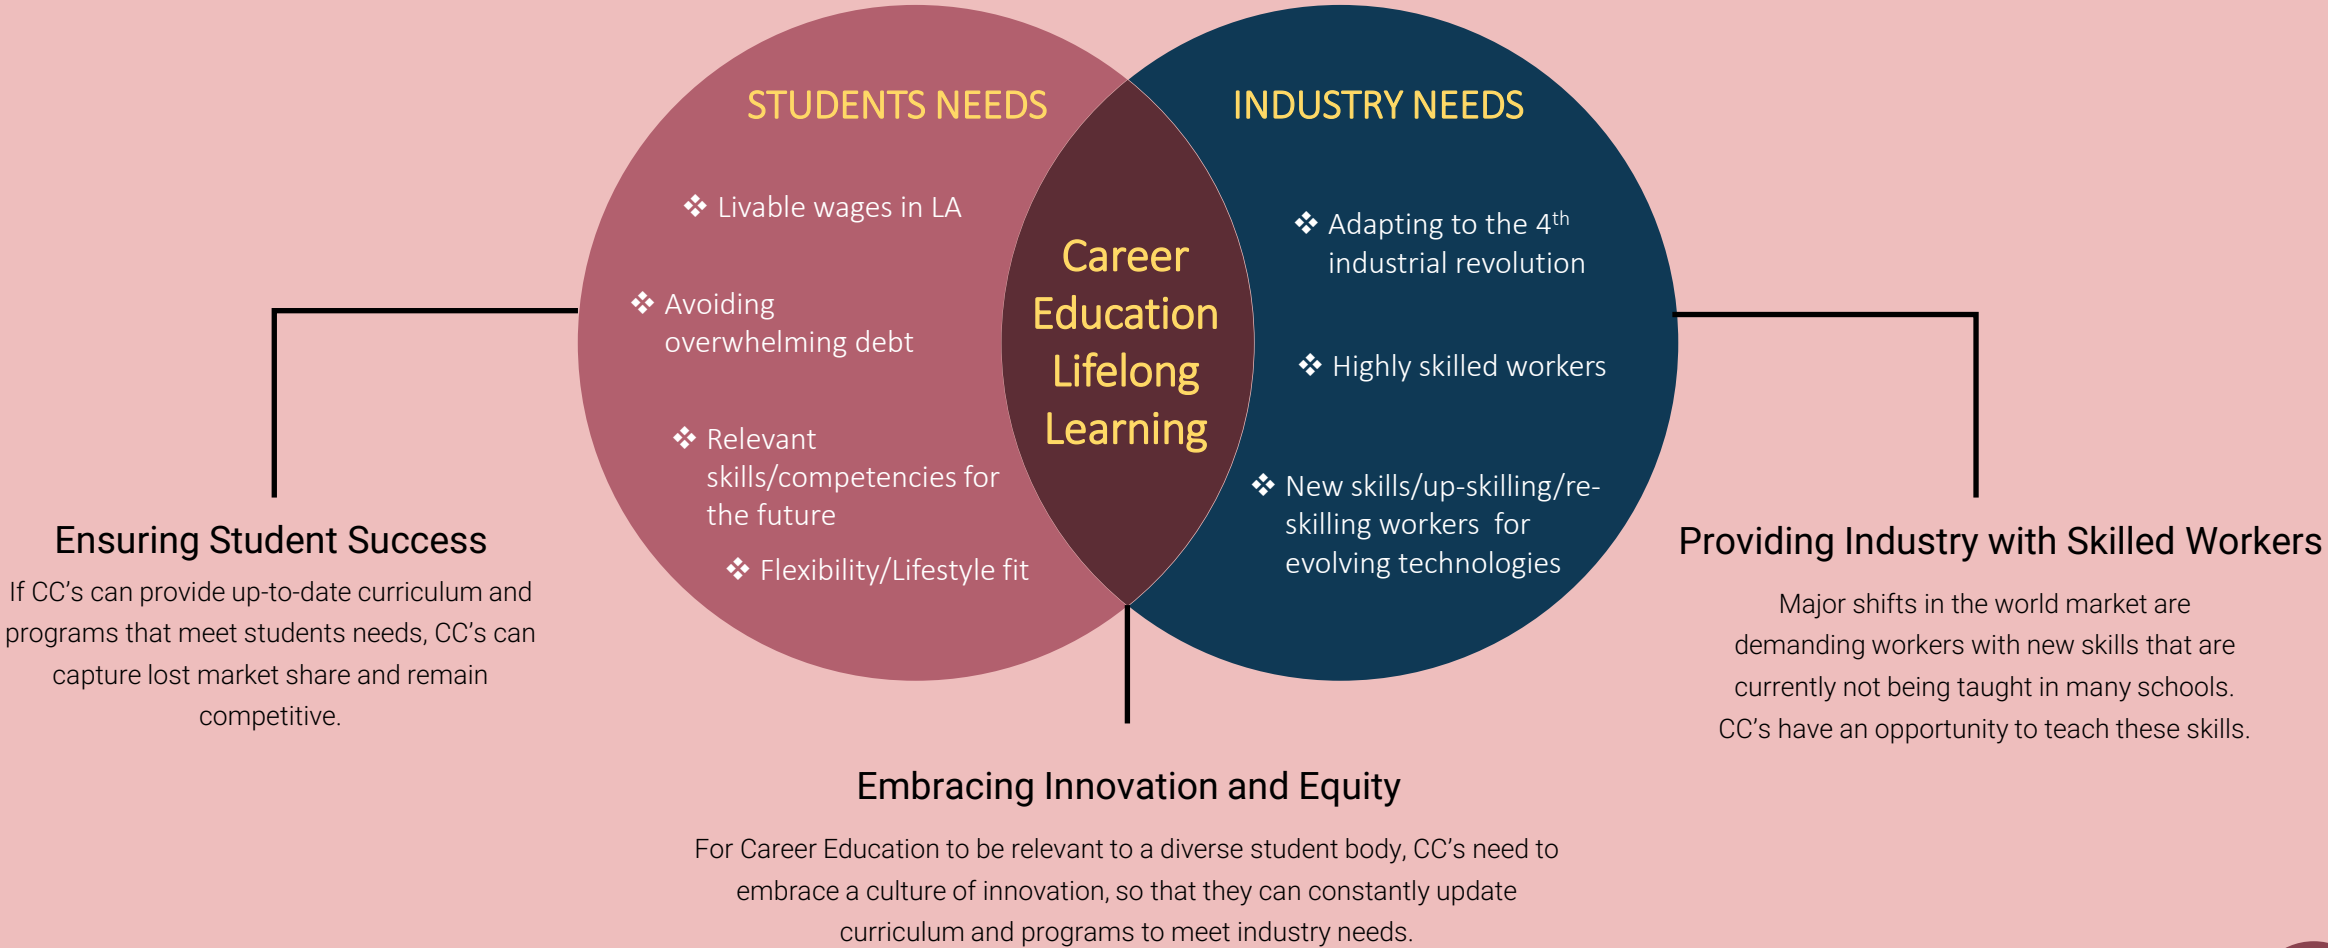 STUDENTS NEEDS
❖ Livable wages in LA
❖ Avoiding
overwhelming debt
❖ Relevant
skills/competencies for
the future
❖ Flexibility/Lifestyle fit
Career
Education
Lifelong
Learning
INDUSTRY NEEDS
❖ Adapting to the 4th
industrial revolution
❖ Highly skilled workers
❖ New skills/up-skilling/re-
skilling workers for
evolving technologies
Ensuring Student Success
If CC’s can provide up-to-date curriculum and
programs that meet students needs, CC’s can
capture lost market share and remain
competitive.
Embracing Innovation and Equity
For Career Education to be relevant to a diverse student body, CC’s need to
embrace a culture of innovation, so that they can constantly update
curriculum and programs to meet industry needs.
Providing Industry with Skilled Workers
Major shifts in the world market are
demanding workers with new skills that are
currently not being taught in many schools.
CC’s have an opportunity to teach these skills.